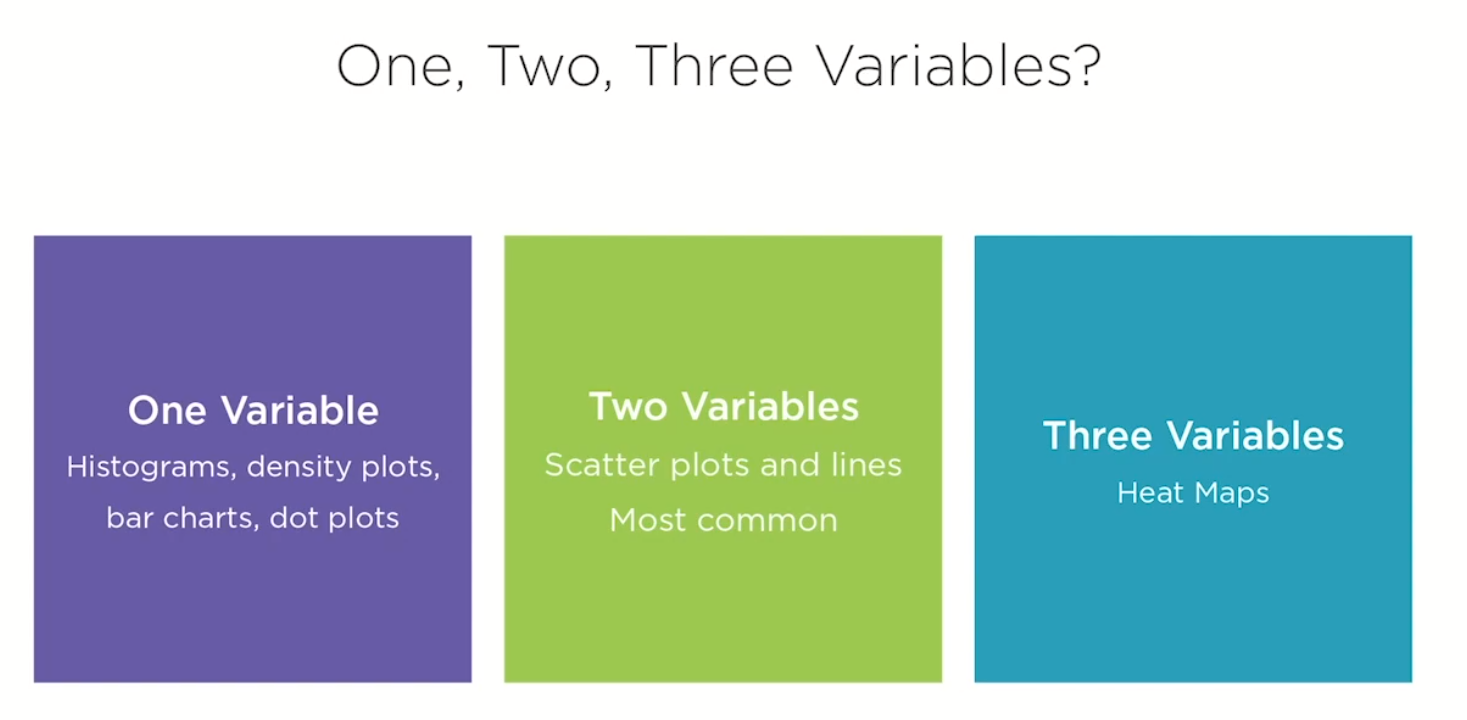 One, Two, Three Variables?
One Variable
Histograms, density plots,
bar charts, dot plots
Two Variables
Scatter plots and lines
Most common
Three Variables
Heat Maps